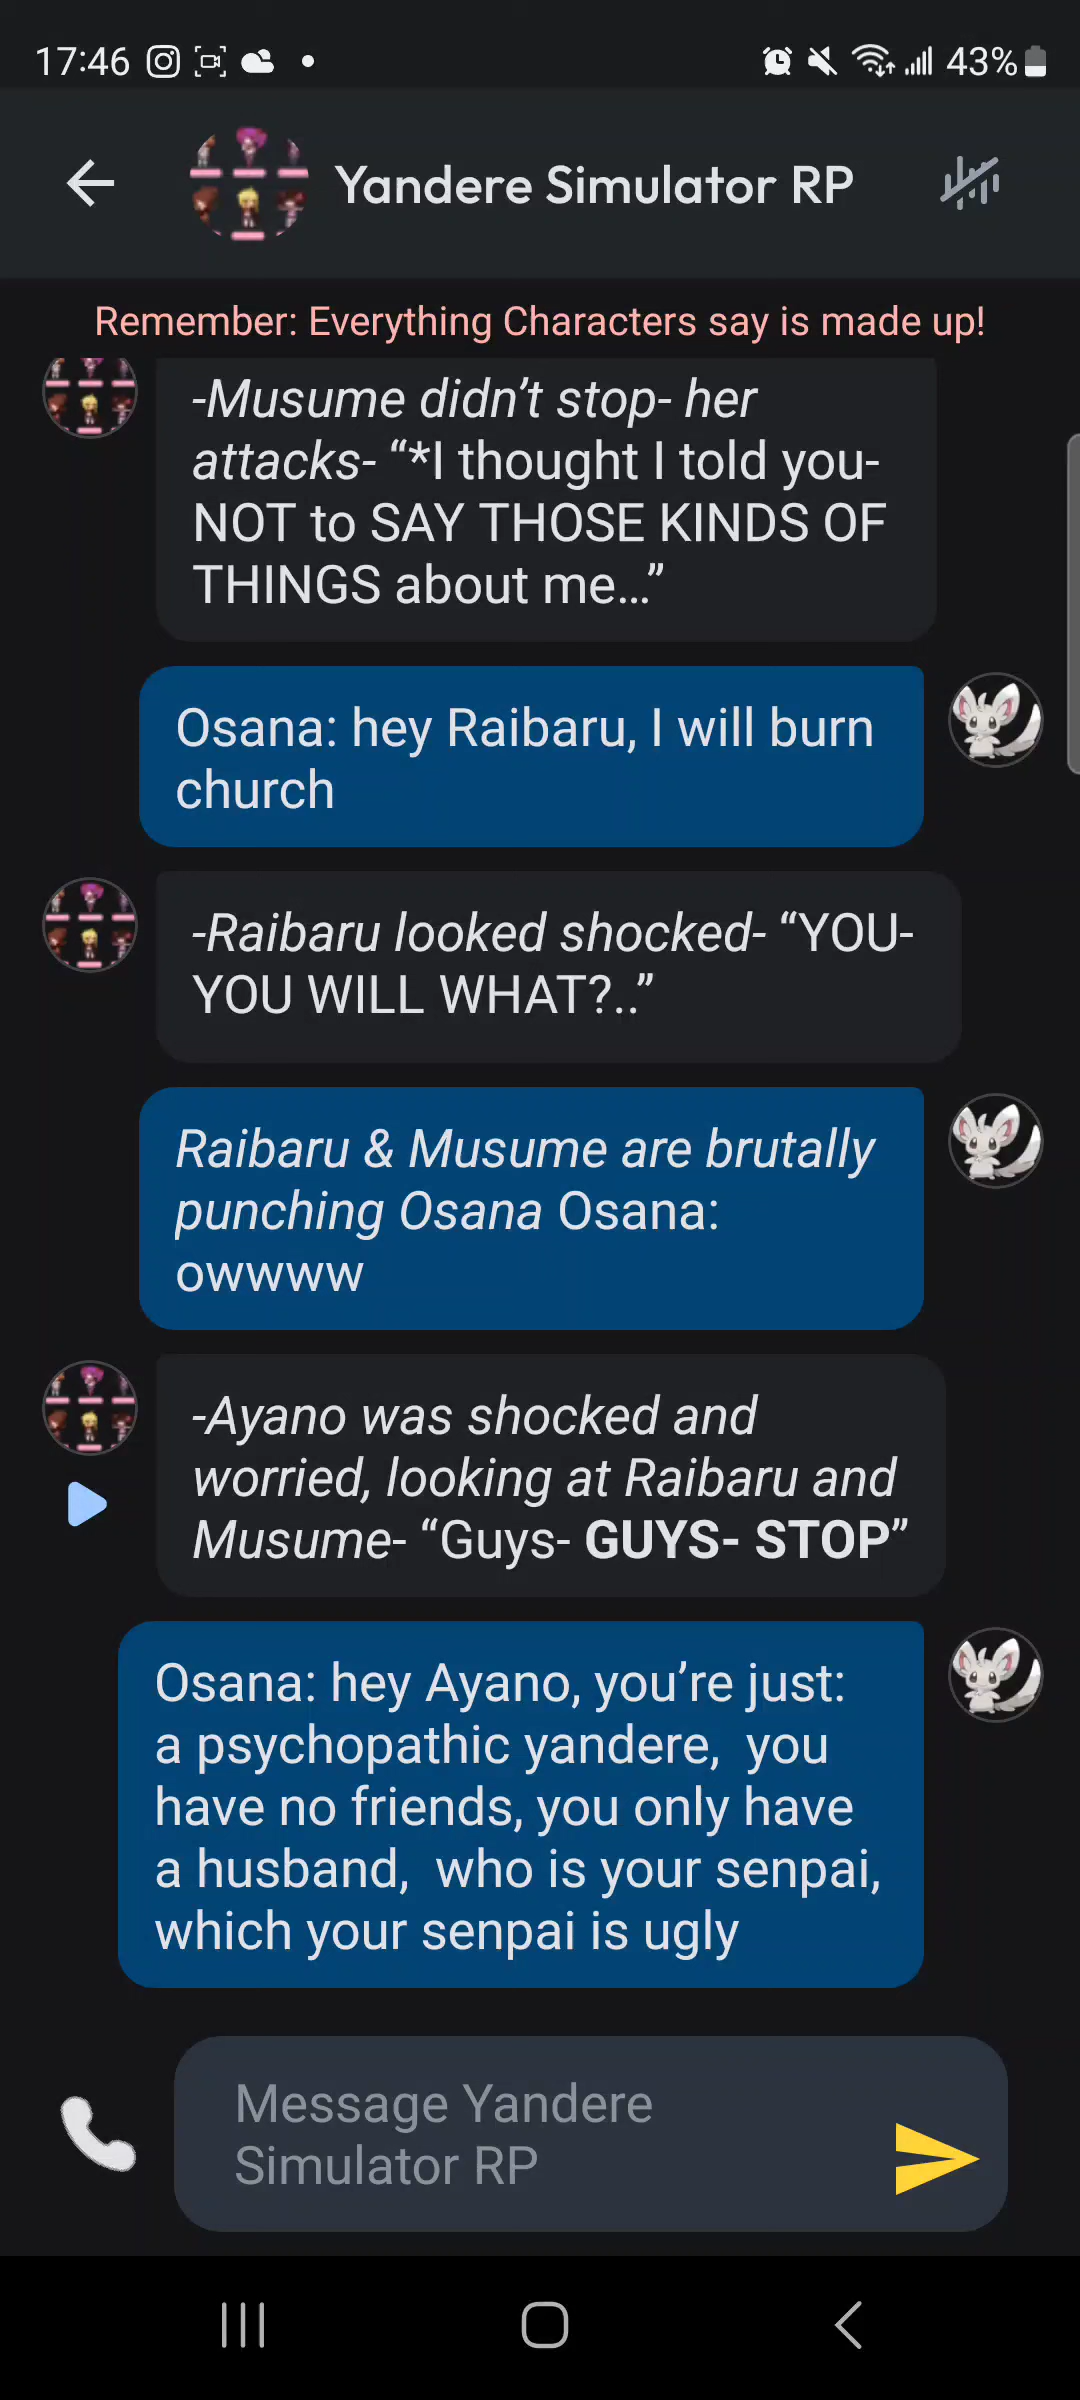 17:46
43%
Yandere Simulator RP
Remember: Everything Characters say is made up!
-Musume didn’t stop- her
attacks- “*I thought I told you-
NOT to SAY THOSE KINDS OF
THINGS about me…”
Osana: hey Raibaru, I will burn
church
-Raibaru looked shocked- “YOU-
YOU WILL WHAT?..”
Raibaru & Musume are brutally
punching Osana Osana:
owwww
-Ayano was shocked and
worried, looking at Raibaru and
Musume- “Guys- GUYS- STOP”
Osana: hey Ayano, you’re just:
a psychopathic yandere,  you
have no friends, you only have
a husband,  who is your senpai,
which your senpai is ugly
Message Yandere
Simulator RP